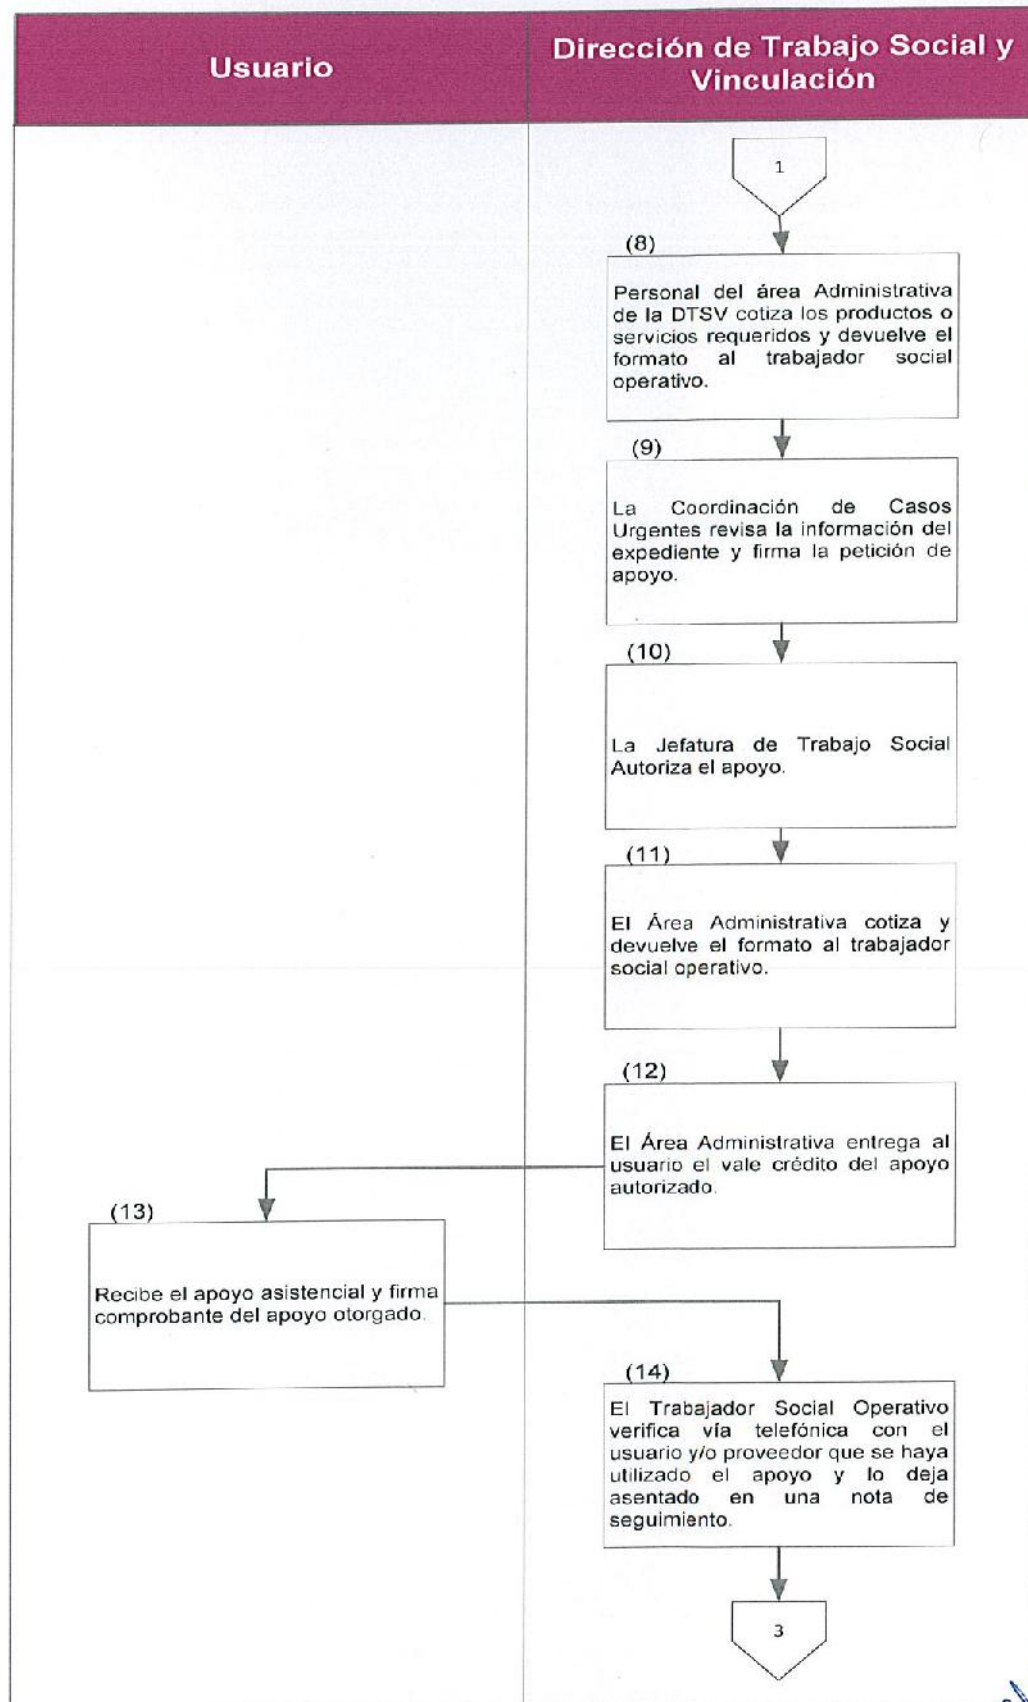 Usuario
Dirección de Trabajo Social y
Vinculación
1
(8)
Personal del área Administrativa
de la DTSV cotiza los productos o
servicios requeridos y devuelve el
formato al trabajador social
operativo.
(9)
La Coordinación de Casos
Urgentes revisa la información del
expediente y firma la petición de
apoyo.
(10)
La Jefatura de Trabajo Social
Autoriza el apoyo.
(11)
El Área Administrativa cotiza y
devuelve el formato al trabajador
social operativo.
(12)
El Área Administrativa entrega al
usuario el vale crédito del apoyo
autorizado.
(13)
Recibe el apoyo asistencial y firma
comprobante del apoyo otorgado.
(14)
El Trabajador Social Operativo
verifica vía telefónica con el
usuario y/o proveedor que se haya
utilizado el apoyo y lo deja
asentado en una nota de
seguimiento.
3